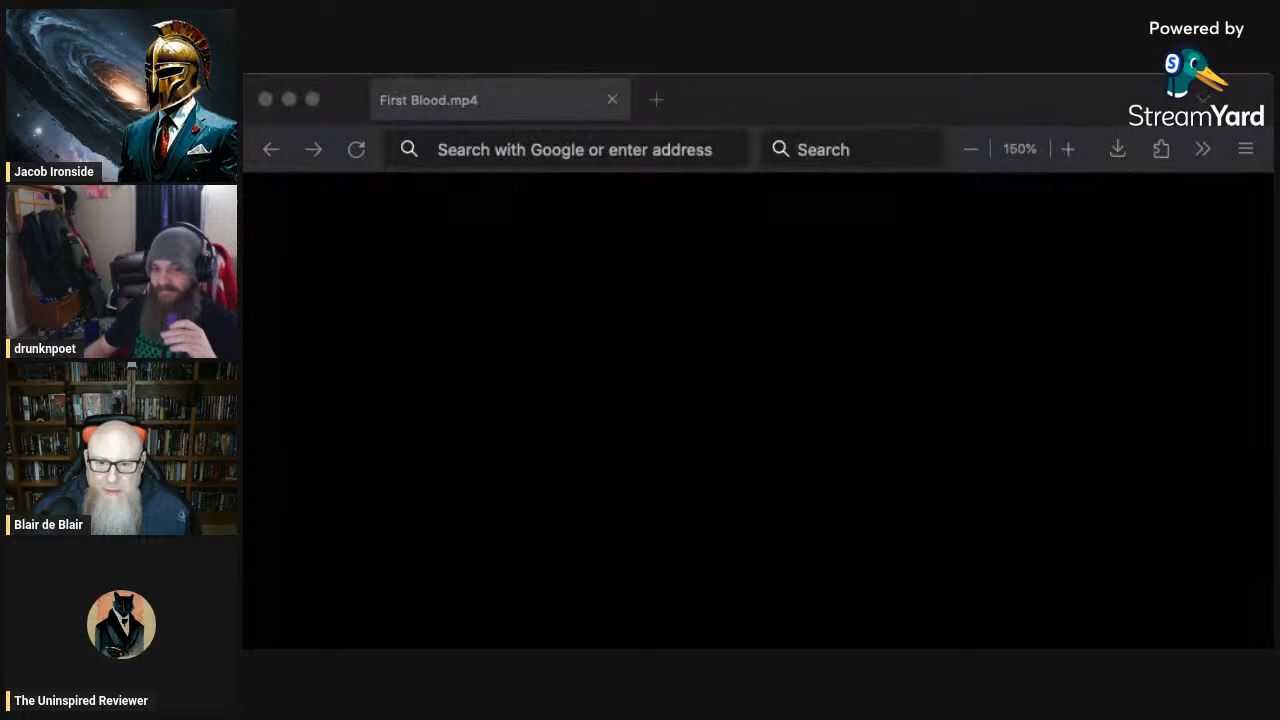 Powered by
StreamYard
First Blood.mp4
Search with Google or enter address
Search
150%
Jacob Ironside
drunknpoet
Blair de Blair
The Uninspired Reviewer